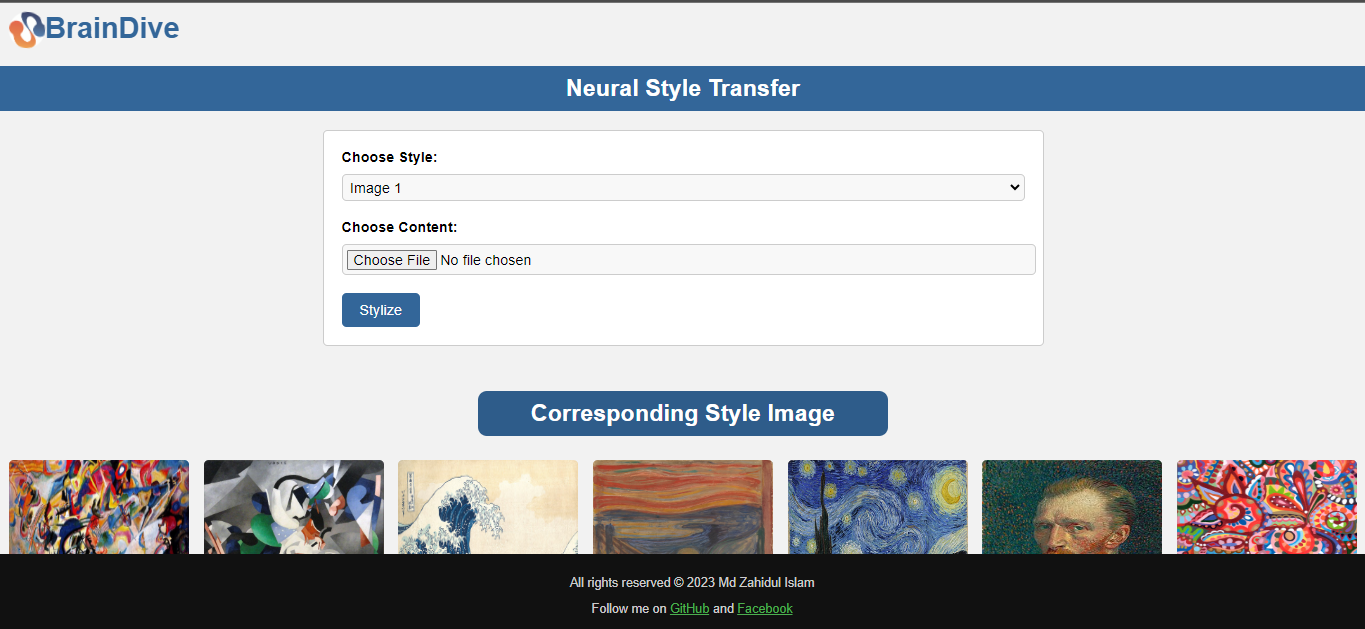 BrainDive
Neural Style Transfer
Choose Style:
Image 1
Choose Content:
Choose File No file chosen
Stylize
Corresponding Style Image
All rights reserved © 2023 Md Zahidul Islam
Follow me on GitHub and Facebook